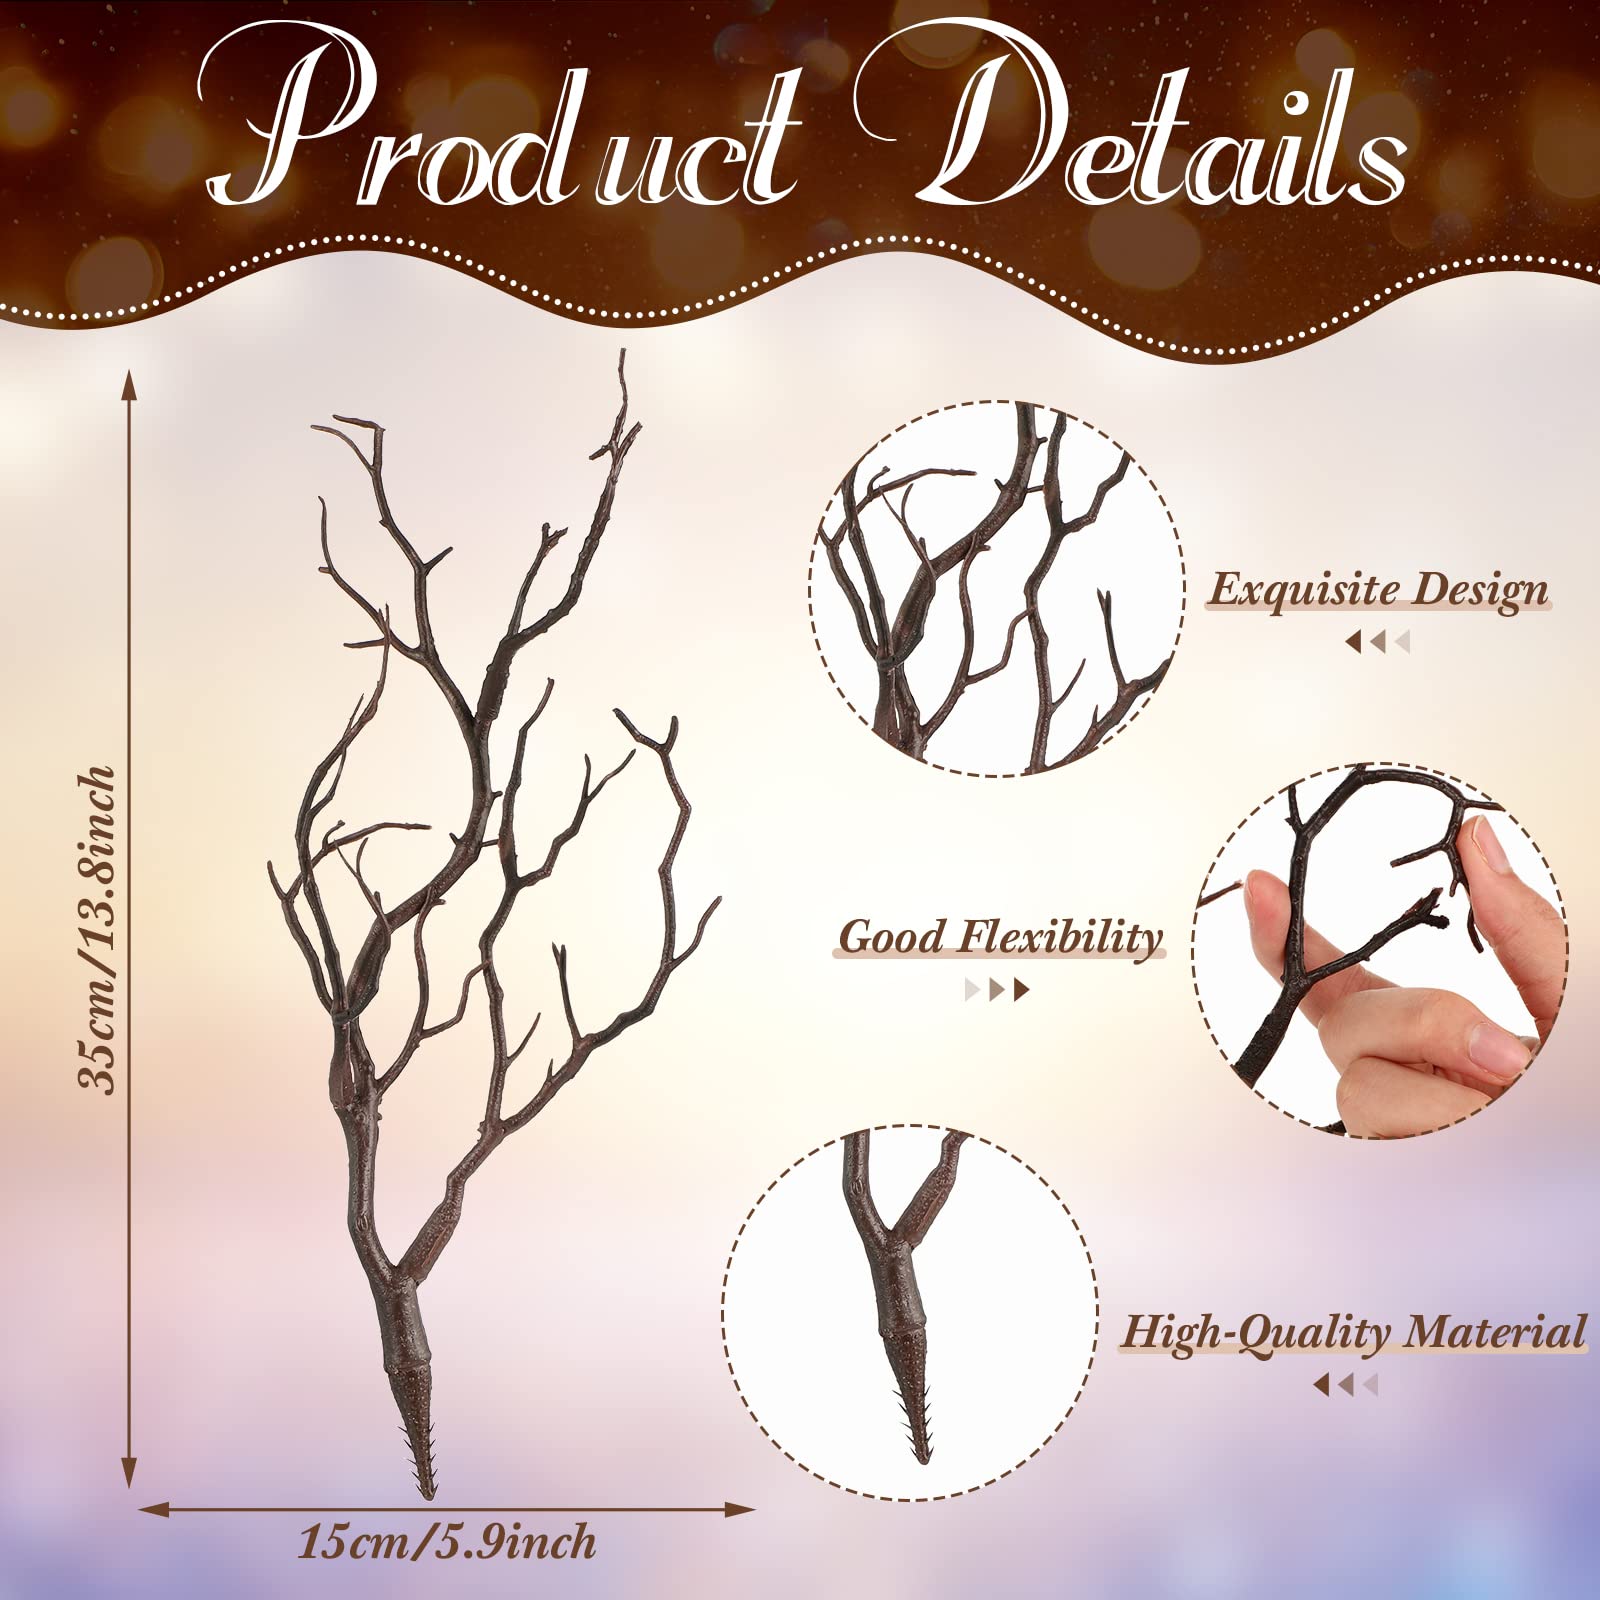 Product Details
Exquisite Design
35cm/13.8inch
Good Flexibility
High-Quality Material
15cm/5.9inch